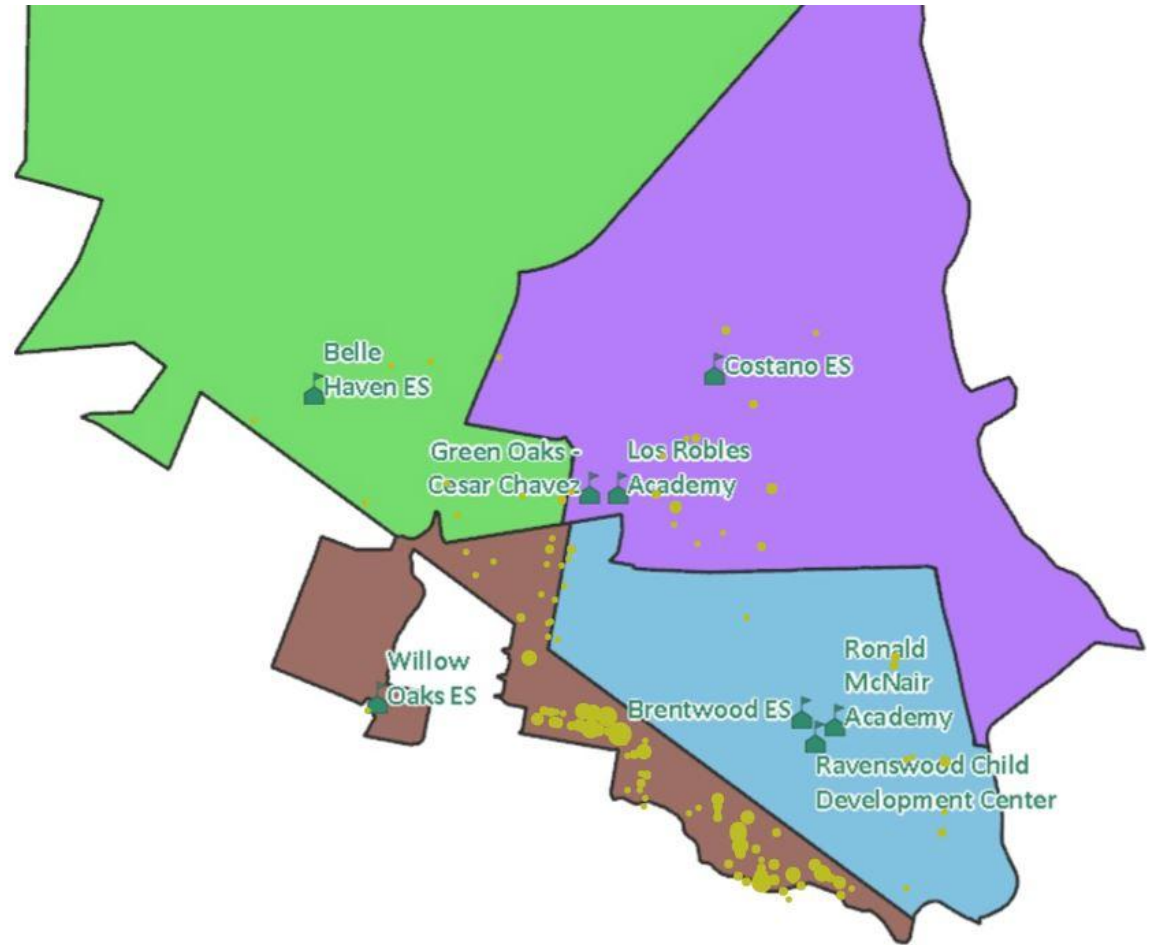 Belle
Haven ES
Costano ES
Green Oaks -
Cesar Chavez
Los Robles
Academy
Willow
Oaks ES
Ronald
McNair
Academy
Brentwood ES
Ravenswood Child
Development Center